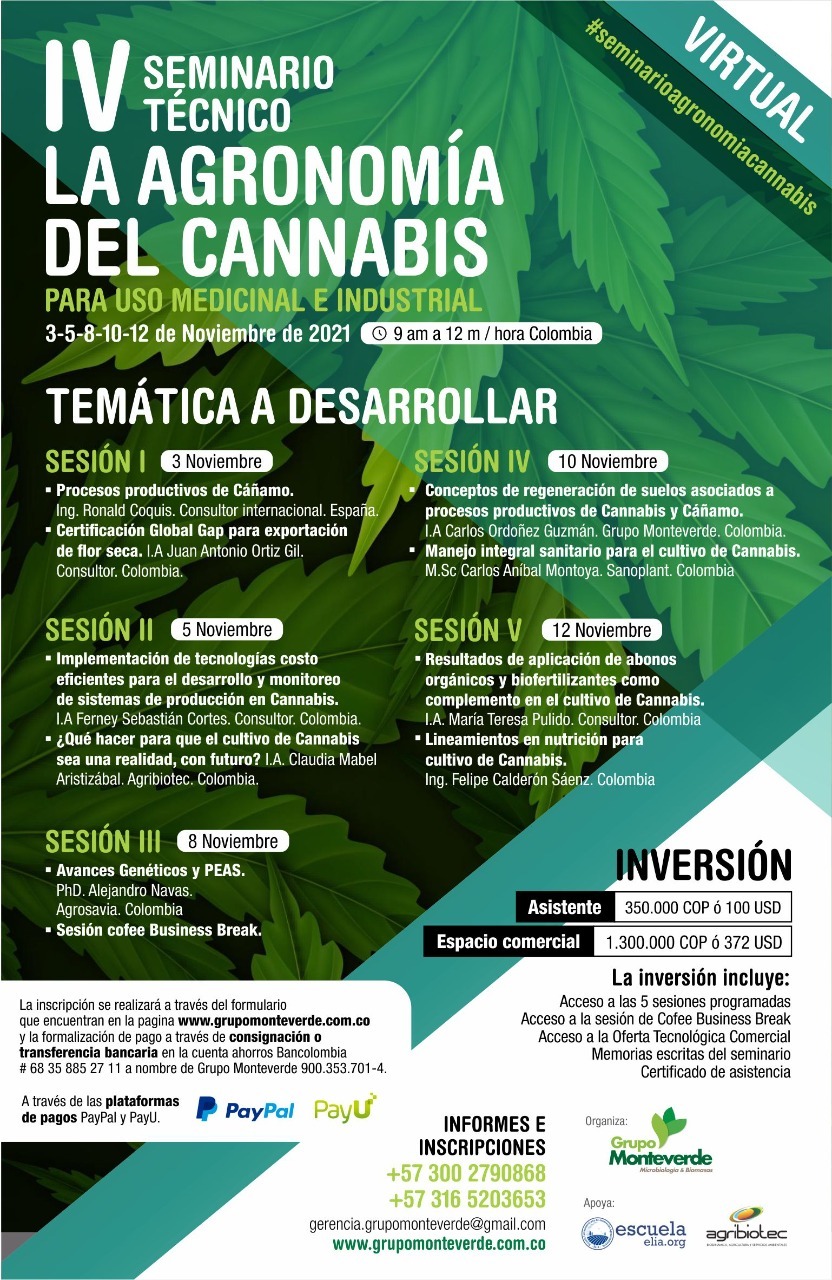 VIRTUAL
#seminarioagronomiacannabis
IV SEMINARIO
TÉCNICO
LA AGRONOMÍA
DEL CANNABIS
PARA USO MEDICINAL E INDUSTRIAL
3-5-8-10-12 de Noviembre de 2021 9 am a 12 m / hora Colombia
TEMÁTICA A DESARROLLAR
SESIÓN I 3 Noviembre
▪ Procesos productivos de Cáñamo.
Ing. Ronald Coquis. Consultor internacional. España.
▪ Certificación Global Gap para exportación
de flor seca. I.A Juan Antonio Ortiz Gil.
Consultor. Colombia.
SESIÓN II 5 Noviembre
▪ Implementación de tecnologías costo
eficientes para el desarrollo y monitoreo
de sistemas de producción en Cannabis.
I.A Ferney Sebastián Cortes. Consultor. Colombia.
▪ ¿Qué hacer para que el cultivo de Cannabis
sea una realidad, con futuro? I.A. Claudia Mabel
Aristizábal. Agribiotec. Colombia.
SESIÓN III 8 Noviembre
▪ Avances Genéticos y PEAS.
PhD. Alejandro Navas.
Agrosavia. Colombia
▪ Sesión cofee Business Break.
SESIÓN IV 10 Noviembre
▪ Conceptos de regeneración de suelos asociados a
procesos productivos de Cannabis y Cáñamo.
I.A Carlos Ordoñez Guzmán. Grupo Monteverde. Colombia.
▪ Manejo integral sanitario para el cultivo de Cannabis.
M.Sc Carlos Aníbal Montoya. Sanoplant. Colombia
SESIÓN V 12 Noviembre
▪ Resultados de aplicación de abonos
orgánicos y biofertilizantes como
complemento en el cultivo de Cannabis.
I.A. María Teresa Pulido. Consultor. Colombia
▪ Lineamientos en nutrición para
cultivo de Cannabis.
Ing. Felipe Calderón Sáenz. Colombia
INVERSIÓN
Asistente 350.000 COP ó 100 USD
Espacio comercial 1.300.000 COP ó 372 USD
La inversión incluye:
Acceso a las 5 sesiones programadas
Acceso a la sesión de Cofee Business Break
Acceso a la Oferta Tecnológica Comercial
Memorias escritas del seminario
Certificado de asistencia
La inscripción se realizará a través del formulario
que encuentran en la pagina www.grupomonteverde.com.co
y la formalización de pago a través de consignación o
transferencia bancaria en la cuenta ahorros Bancolombia
# 68 35 885 27 11 a nombre de Grupo Monteverde 900.353.701-4.
A través de las plataformas
de pagos PayPal y PayU.
PayPal PayU
INFORMES E
INSCRIPCIONES
+57 300 2790868
+57 316 5203653
gerencia.grupomonteverde@gmail.com
www.grupomonteverde.com.co
Organiza:
Grupo
Monteverde
Microbiología & Biomasas
Apoya:
escuela
elia.org
agribiotec